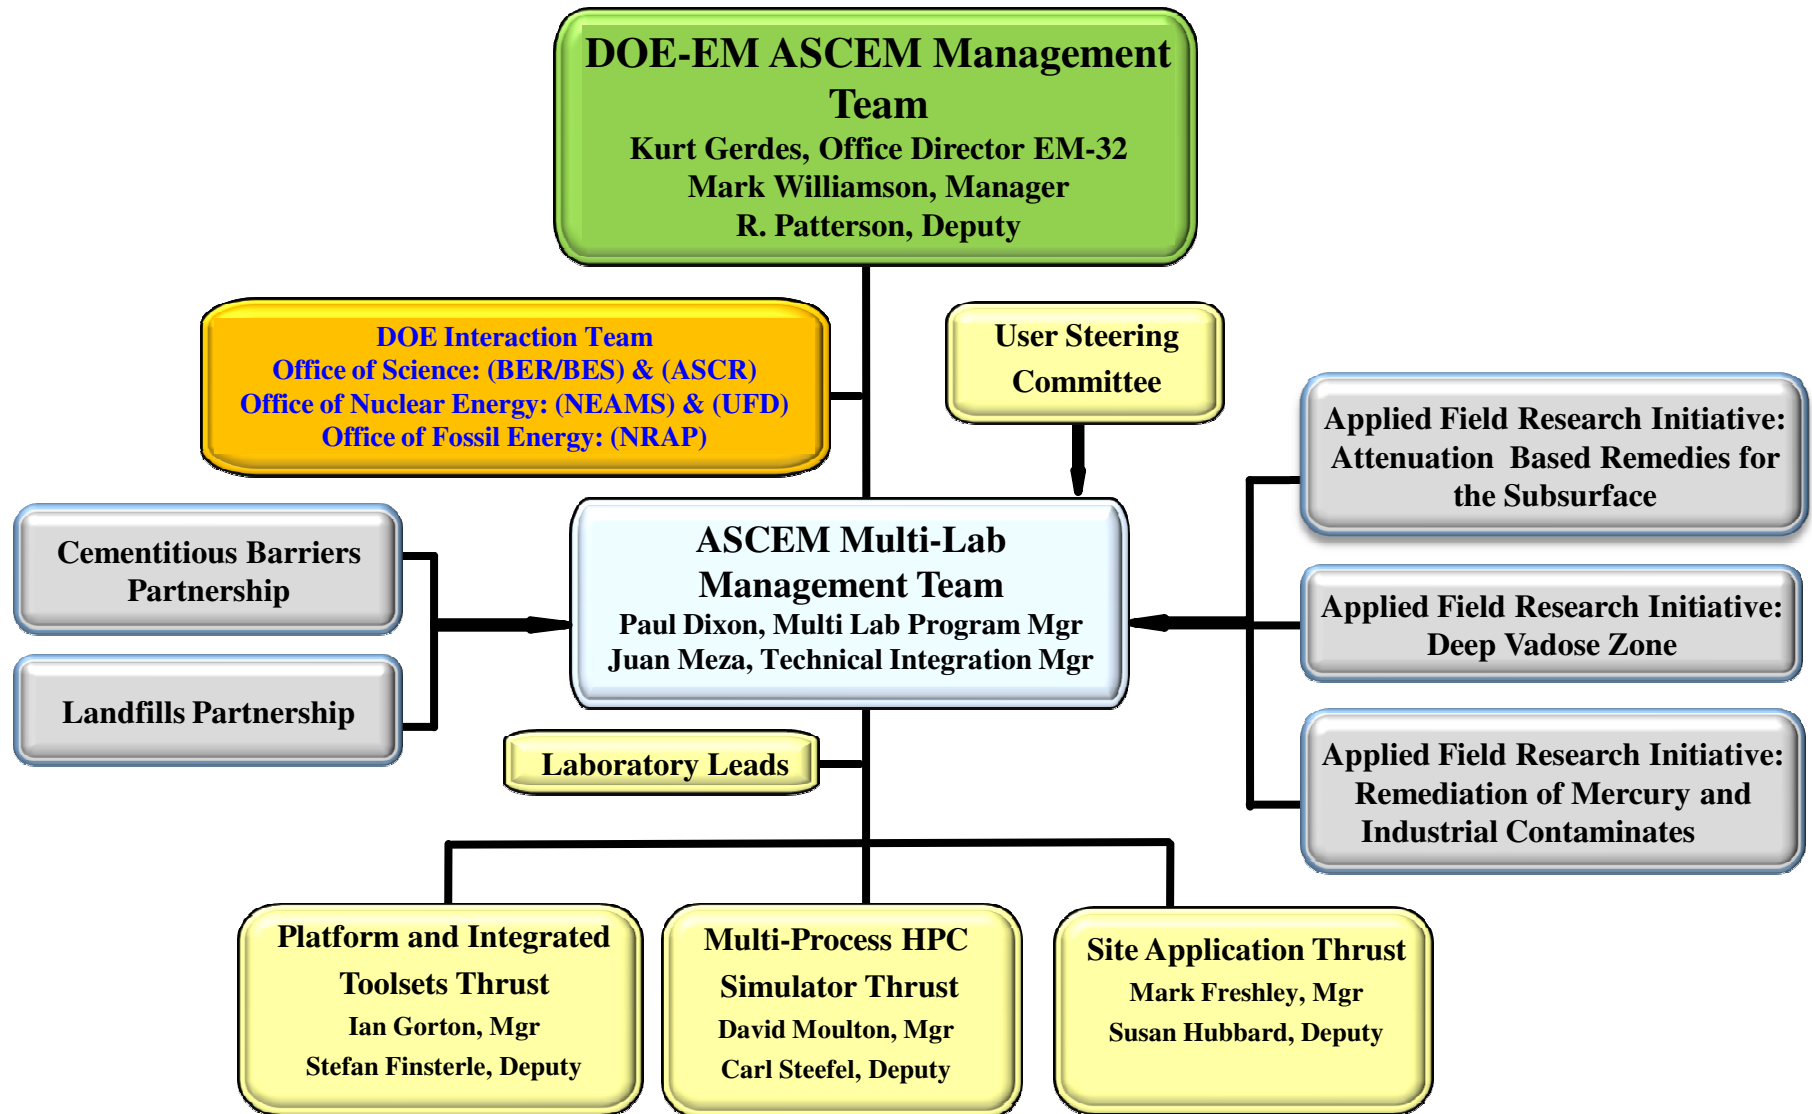 DOE-EM ASCEM Management
Team
Kurt Gerdes, Office Director EM-32
Mark Williamson, Manager
R. Patterson, Deputy
DOE Interaction Team
Office of Science: (BER/BES) & (ASCR)
Office of Nuclear Energy: (NEAMS) & (UFD)
Office of Fossil Energy: (NRAP)
User Steering
Committee
Applied Field Research Initiative:
Attenuation Based Remedies for
the Subsurface
Cementitious Barriers
Partnership
ASCEM Multi-Lab
Management Team
Paul Dixon, Multi Lab Program Mgr
Juan Meza, Technical Integration Mgr
Applied Field Research Initiative:
Deep Vadose Zone
Landfills Partnership
Laboratory Leads
Applied Field Research Initiative:
Remediation of Mercury and
Industrial Contaminates
Platform and Integrated
Toolsets Thrust
Ian Gorton, Mgr
Stefan Finsterle, Deputy
Multi-Process HPC
Simulator Thrust
David Moulton, Mgr
Carl Steefel, Deputy
Site Application Thrust
Mark Freshley, Mgr
Susan Hubbard, Deputy